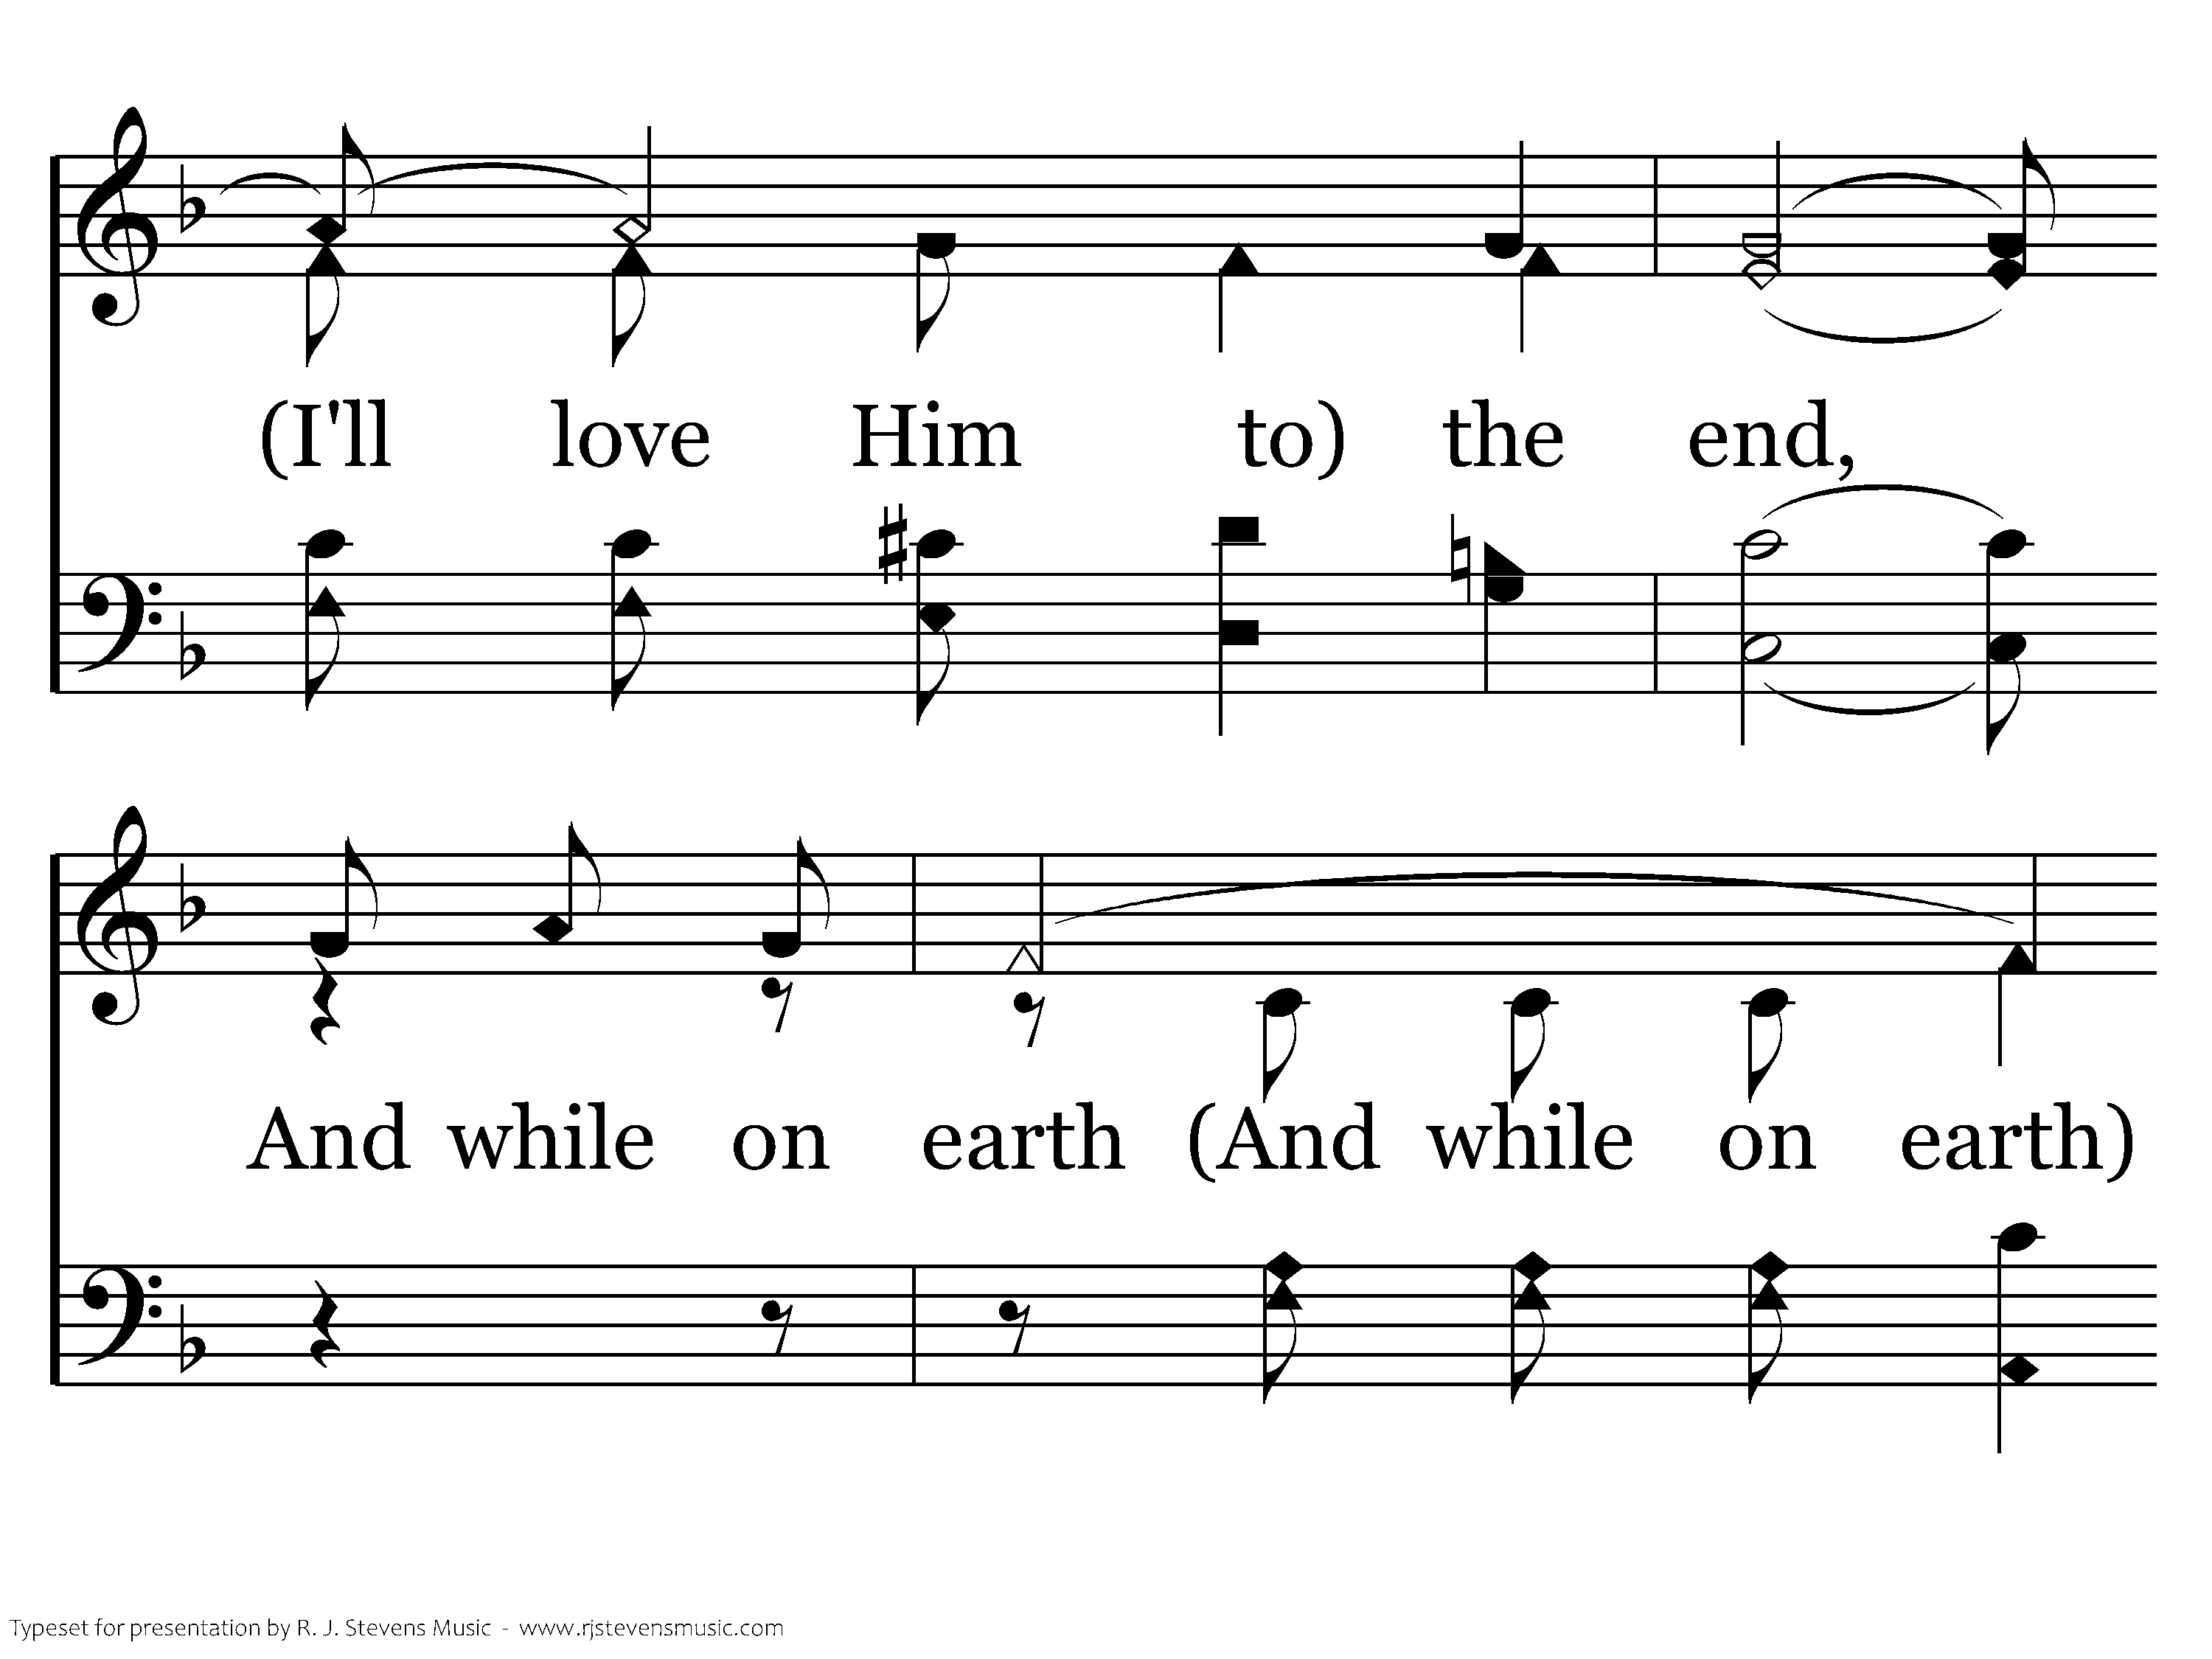 (I'll love Him to) the end,
And while on earth (And while on earth)
Typeset for presentation by R. J. Stevens Music - www.rjstevensmusic.com